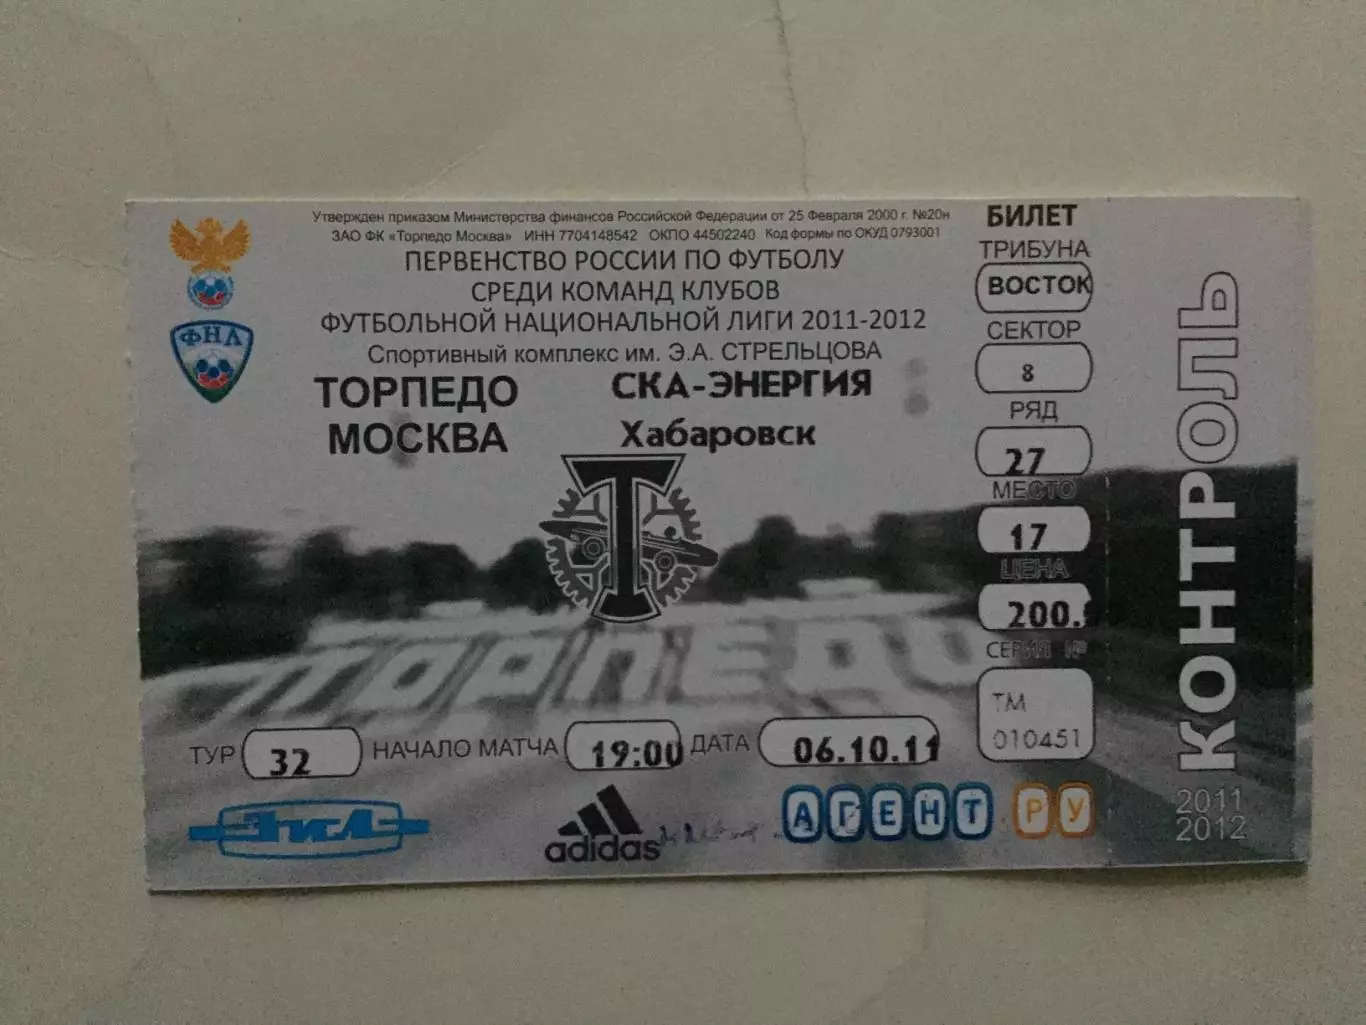 Утвержден приказом Министерства финансов Российской Федерации от 25 Февраля 2000 г. №20н
ЗАО ФК «Торпедо Москва» ИНН 7704148542 ОКПО 44502240 Код формы по ОКУД 0793001
ПЕРВЕНСТВО РОССИИ ПО ФУТБОЛУ
СРЕДИ КОМАНД КЛУБОВ
ФУТБОЛЬНОЙ НАЦИОНАЛЬНОЙ ЛИГИ 2011-2012
Спортивный комплекс им. Э.А. СТРЕЛЬЦОВА
ФНЛ
ТОРПЕДО
МОСКВА
СКА-ЭНЕРГИЯ
Хабаровск
Т
ТОРПЕДО
ТУР 32 НАЧАЛО МАТЧА 19:00 ДАТА 06.10.11
ЗиЛ
adidas
АГЕНТ.РУ
БИЛЕТ
ТРИБУНА
ВОСТОК
СЕКТОР
8
РЯД
27
МЕСТО
17
ЦЕНА
200.
СЕРИЯ №
ТМ
010451
КОНТРОЛЬ
2011
2012